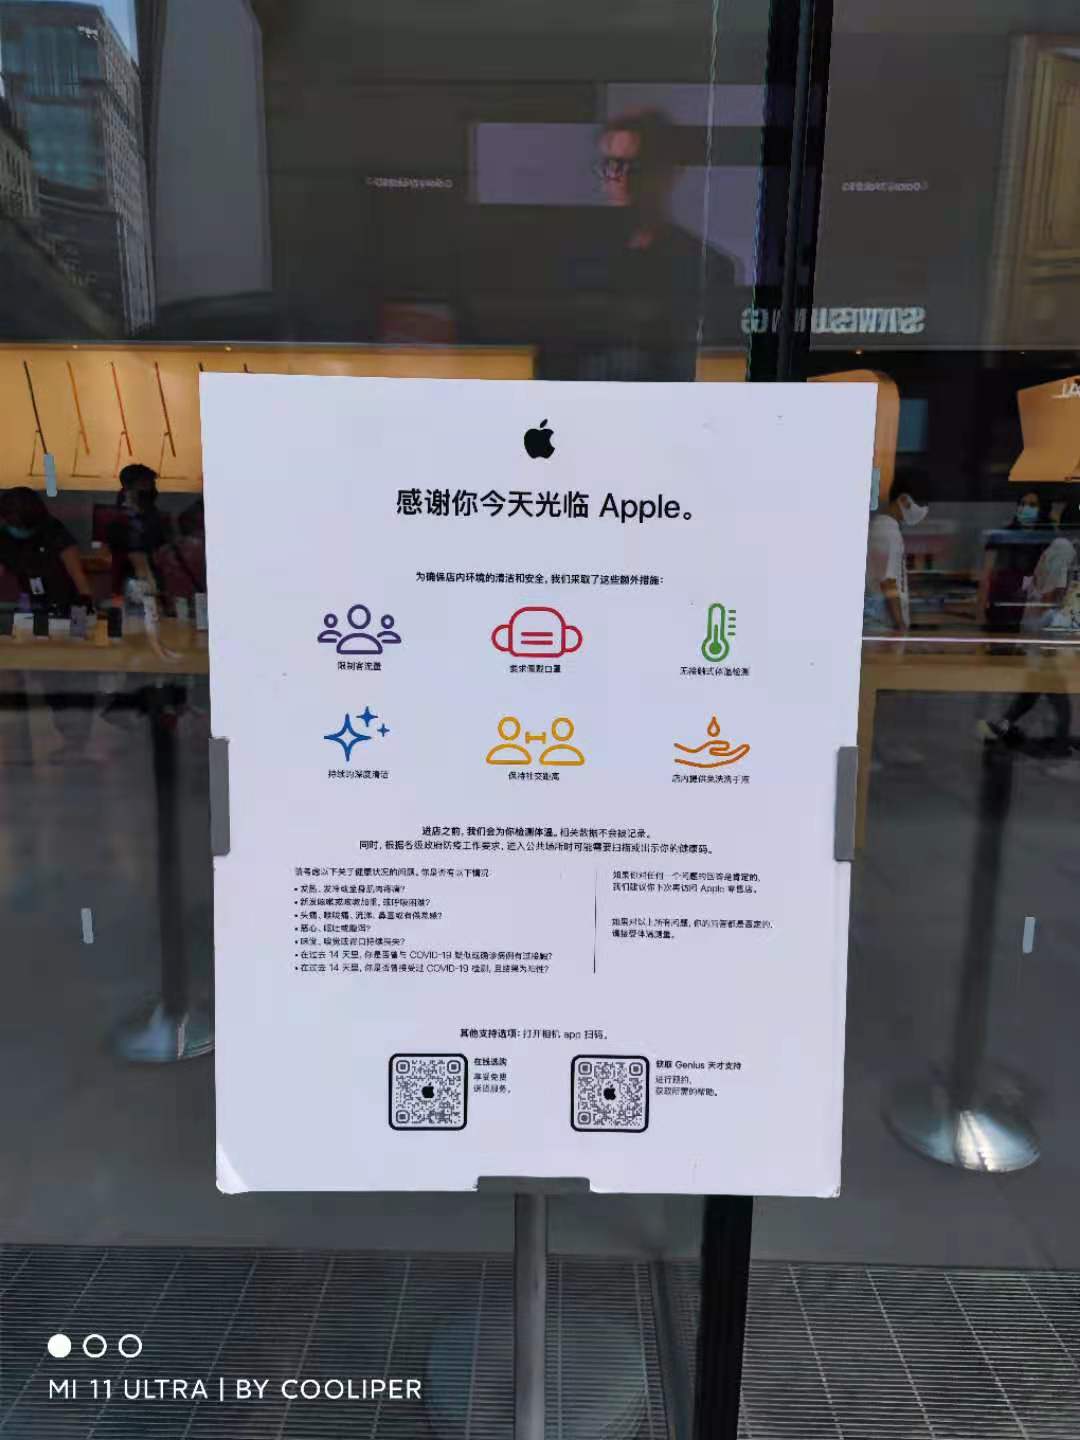 感谢你今天光临 Apple。
为确保店内环境的清洁和安全，我们采取了这些额外措施：
限制客流量
要求佩戴口罩
无接触式体温检测
持续的深度清洁
保持社交距离
店内提供免洗洗手液
进店之前，我们会为你检测体温。相关数据不会被记录。
同时，根据各级政府防疫工作要求，进入公共场所时可能需要扫描或出示你的健康码。
请考虑以下关于健康状况的问题。你是否有以下情况：
• 发热、发冷或全身肌肉疼痛？
• 新发咳嗽或咳嗽加重，或呼吸困难？
• 头痛、喉咙痛、流涕、鼻塞或
• 恶心、呕吐或腹泻？
• 味觉、嗅觉或胃口持续丧失？
• 在过去 14 天里，你是否曾与 COVID-19 疑似或确诊病例有过接触？
• 在过去 14 天里，你是否曾接受过 COVID-19 检测，且结果为阳性？
如果你对任何一个问题的回答是肯定的，
我们建议你下次再访问 Apple 零售店。
如果对以上所有问题，你的回答都是否定的，
请接受体温测量。
其他支持选项：打开相机 app 扫码。
在线选购
享受免费
送货服务。
获取 Genius 天才支持
进行预约，
获取所需的帮助。
SAMSUNG
MI 11 ULTRA | BY COOLIPER